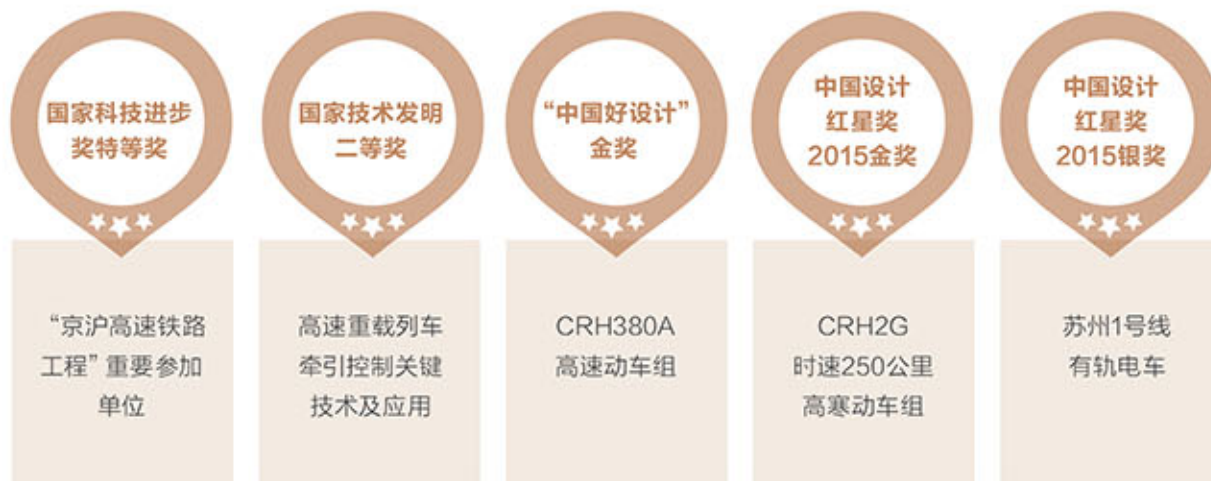 国家科技进步
奖特等奖
国家技术发明
二等奖
“中国好设计”
金奖
中国设计
红星奖
2015金奖
中国设计
红星奖
2015银奖
“京沪高速铁路
工程”重要参加
单位
高速重载列车
牵引控制关键
技术及应用
CRH380A
高速动车组
CRH2G
时速250公里
高寒动车组
苏州1号线
有轨电车